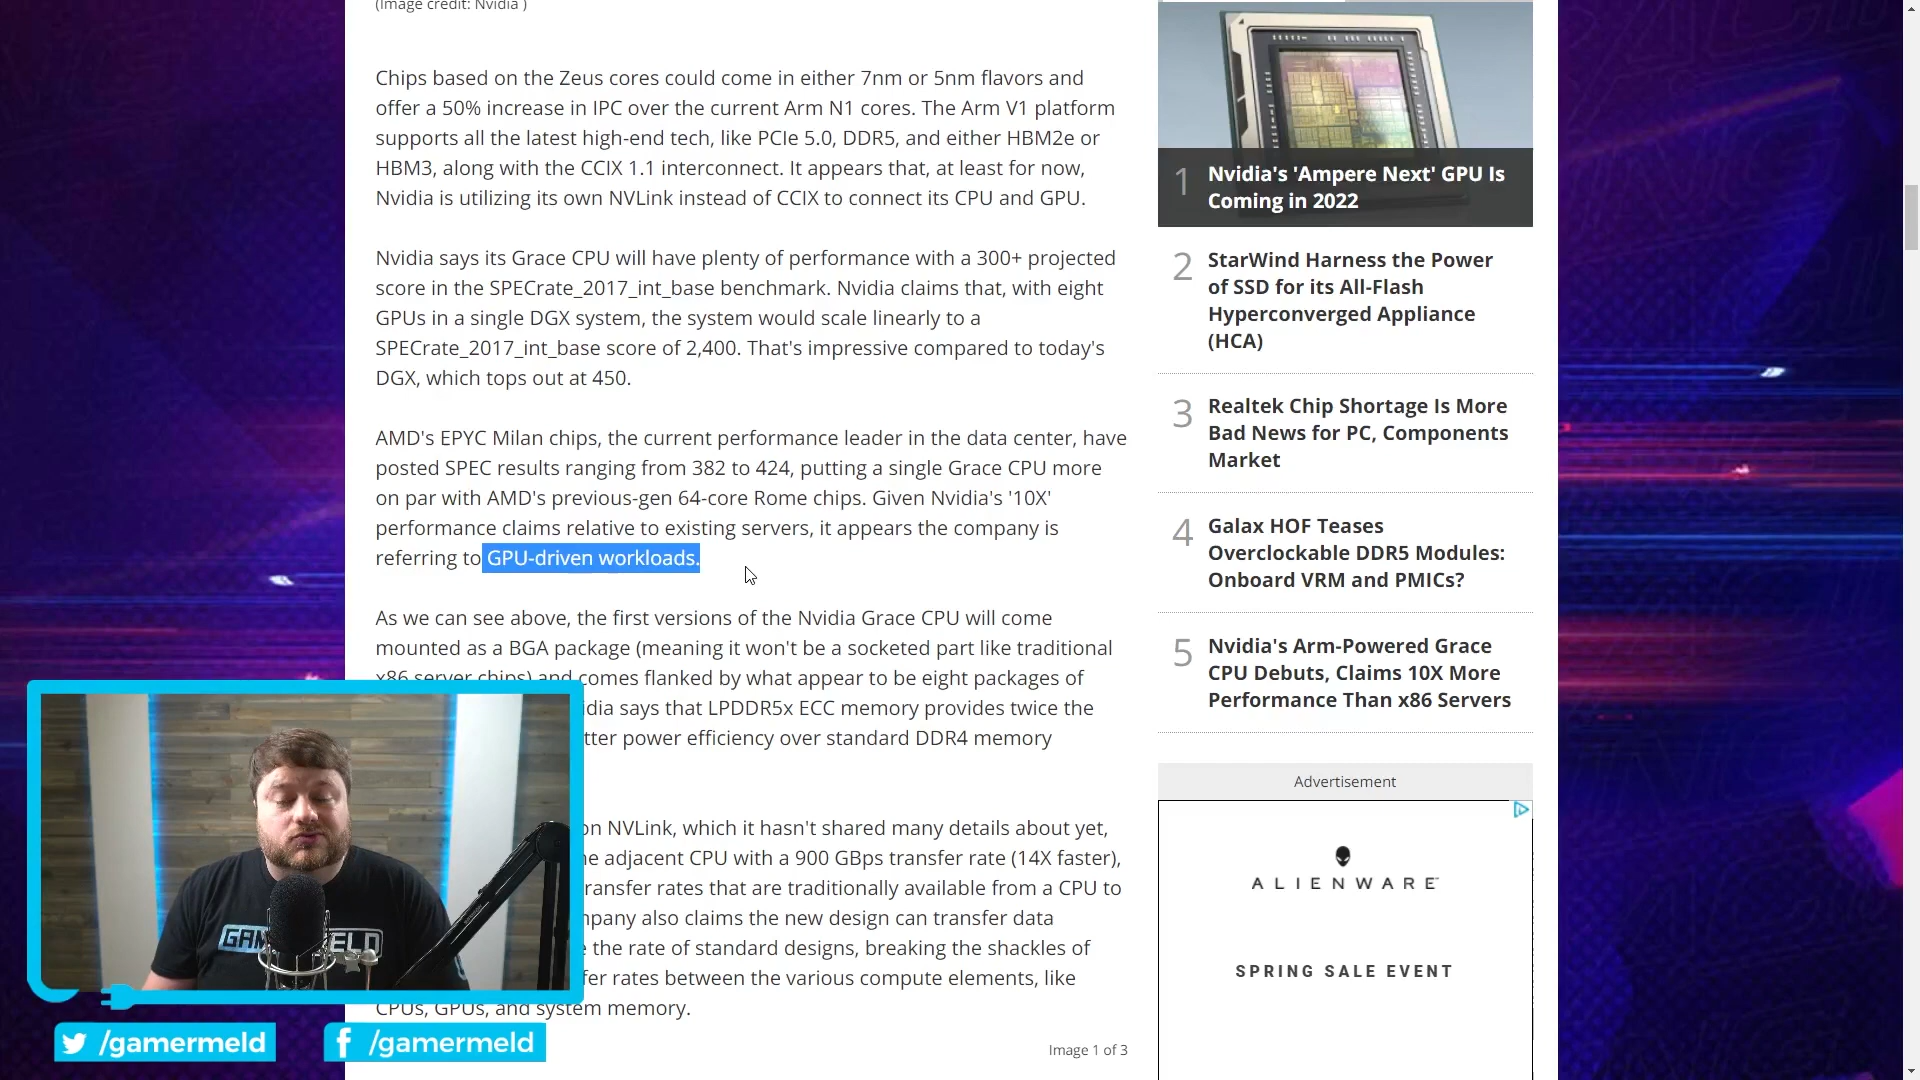 (Image credit: Nvidia )
Chips based on the Zeus cores could come in either 7nm or 5nm flavors and
offer a 50% increase in IPC over the current Arm N1 cores. The Arm V1 platform
supports all the latest high-end tech, like PCIe 5.0, DDR5, and either HBM2e or
HBM3, along with the CCIX 1.1 interconnect. It appears that, at least for now,
Nvidia is utilizing its own NVLink instead of CCIX to connect its CPU and GPU.
Nvidia says its Grace CPU will have plenty of performance with a 300+ projected
score in the SPECrate_2017_int_base benchmark. Nvidia claims that, with eight
GPUs in a single DGX system, the system would scale linearly to a
SPECrate_2017_int_base score of 2,400. That's impressive compared to today's
DGX, which tops out at 450.
AMD's EPYC Milan chips, the current performance leader in the data center, have
posted SPEC results ranging from 382 to 424, putting a single Grace CPU more
on par with AMD's previous-gen 64-core Rome chips. Given Nvidia's '10X'
performance claims relative to existing servers, it appears the company is
referring to GPU-driven workloads.
As we can see above, the first versions of the Nvidia Grace CPU will come
mounted as a BGA package (meaning it won't be a socketed part like traditional
x86 server chips) and comes flanked by what appear to be eight packages of
says that LPDDR5x ECC memory provides twice the
power efficiency over standard DDR4 memory
NVLink, which it hasn't shared many details about yet,
adjacent CPU with a 900 GBps transfer rate (14X faster),
transfer rates that are traditionally available from a CPU to
also claims the new design can transfer data
the rate of standard designs, breaking the shackles of
rates between the various compute elements, like
CPUs, GPUs, and system memory.
Image 1 of 3
1 Nvidia's 'Ampere Next' GPU Is
Coming in 2022
2 StarWind Harness the Power
of SSD for its All-Flash
Hyperconverged Appliance
(HCA)
3 Realtek Chip Shortage Is More
Bad News for PC, Components
Market
4 Galax HOF Teases
Overclockable DDR5 Modules:
Onboard VRM and PMICs?
5 Nvidia's Arm-Powered Grace
CPU Debuts, Claims 10X More
Performance Than x86 Servers
Advertisement
ALIENWARE
SPRING SALE EVENT
/gamermeld
/gamermeld